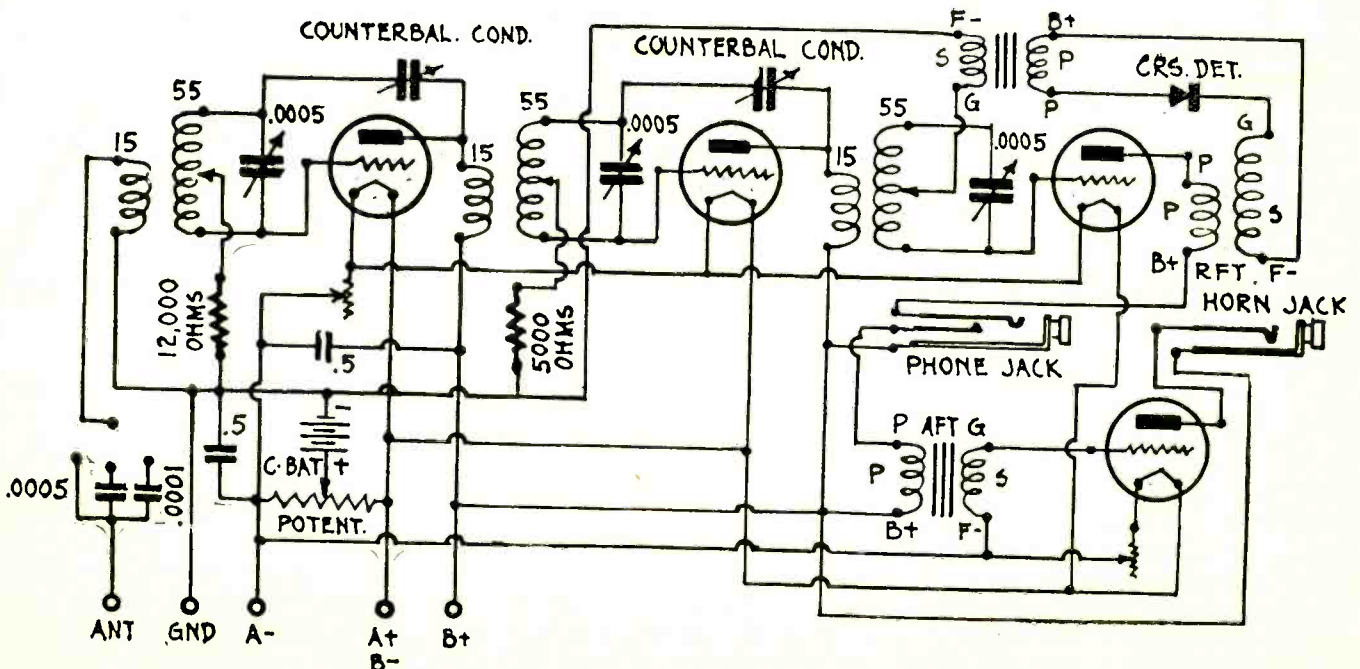 COUNTERBAL. COND.
COUNTERBAL COND.
F-
B+
S
P
G
P
CRS. DET.
15
55
.0005
15
55
.0005
15
55
.0005
P
P
B+
G
S
F-
RFT.
HORN JACK
12,000
OHMS
.5
5000
OHMS
PHONE JACK
.5
C-BAT
-
+
POTENT.
.0005
.0001
P
AFT
G
P
S
B+
F-
ANT
GND
A-
A+
B-
B+